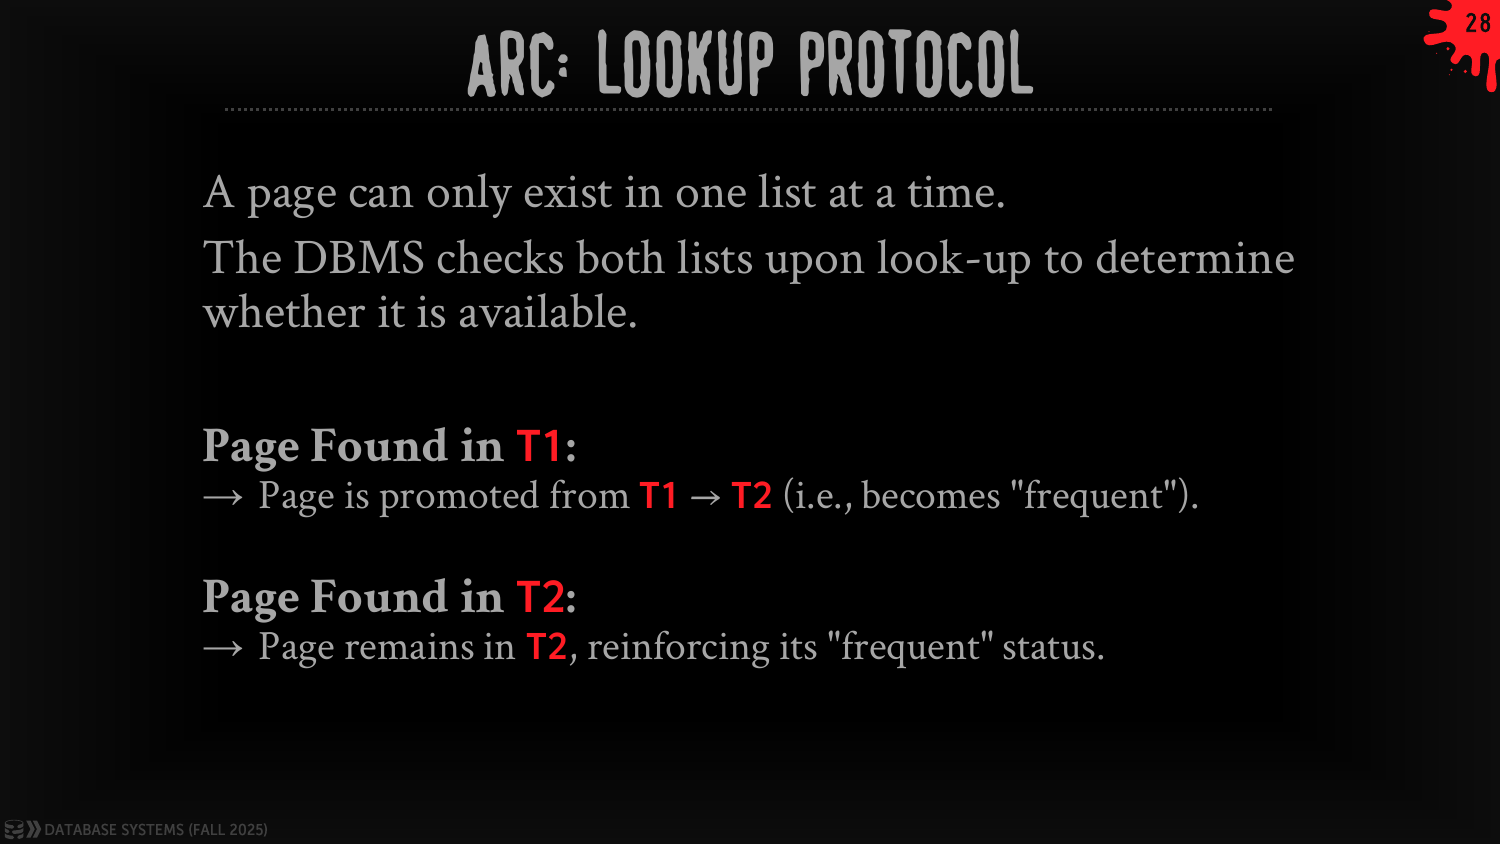 28
ARC: LOOKUP PROTOCOL
A page can only exist in one list at a time.
The DBMS checks both lists upon look-up to determine
whether it is available.
Page Found in T1:
→ Page is promoted from T1 → T2 (i.e., becomes "frequent").
Page Found in T2:
→ Page remains in T2, reinforcing its "frequent" status.
DATABASE SYSTEMS (FALL 2025)